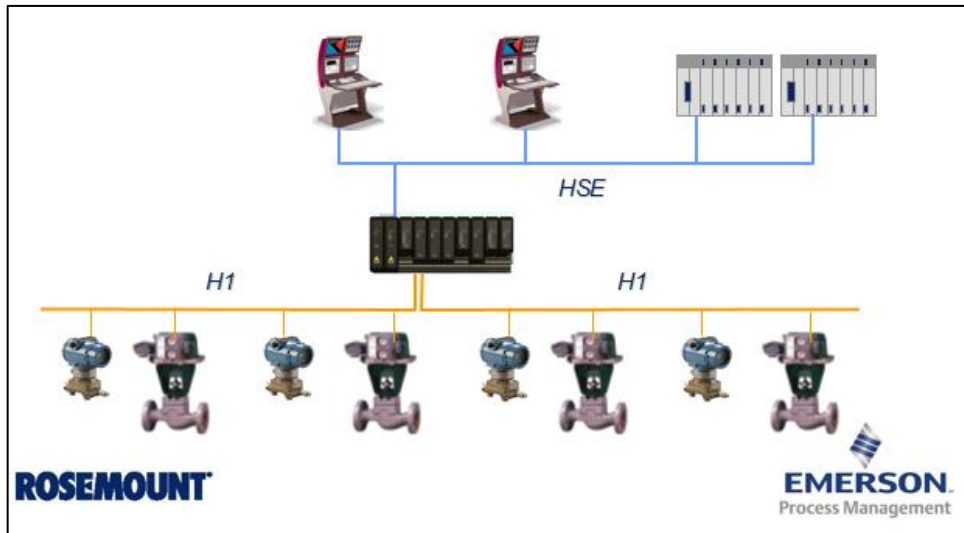 HSE
H1
H1
ROSEMOUNT
EMERSON
Process Management